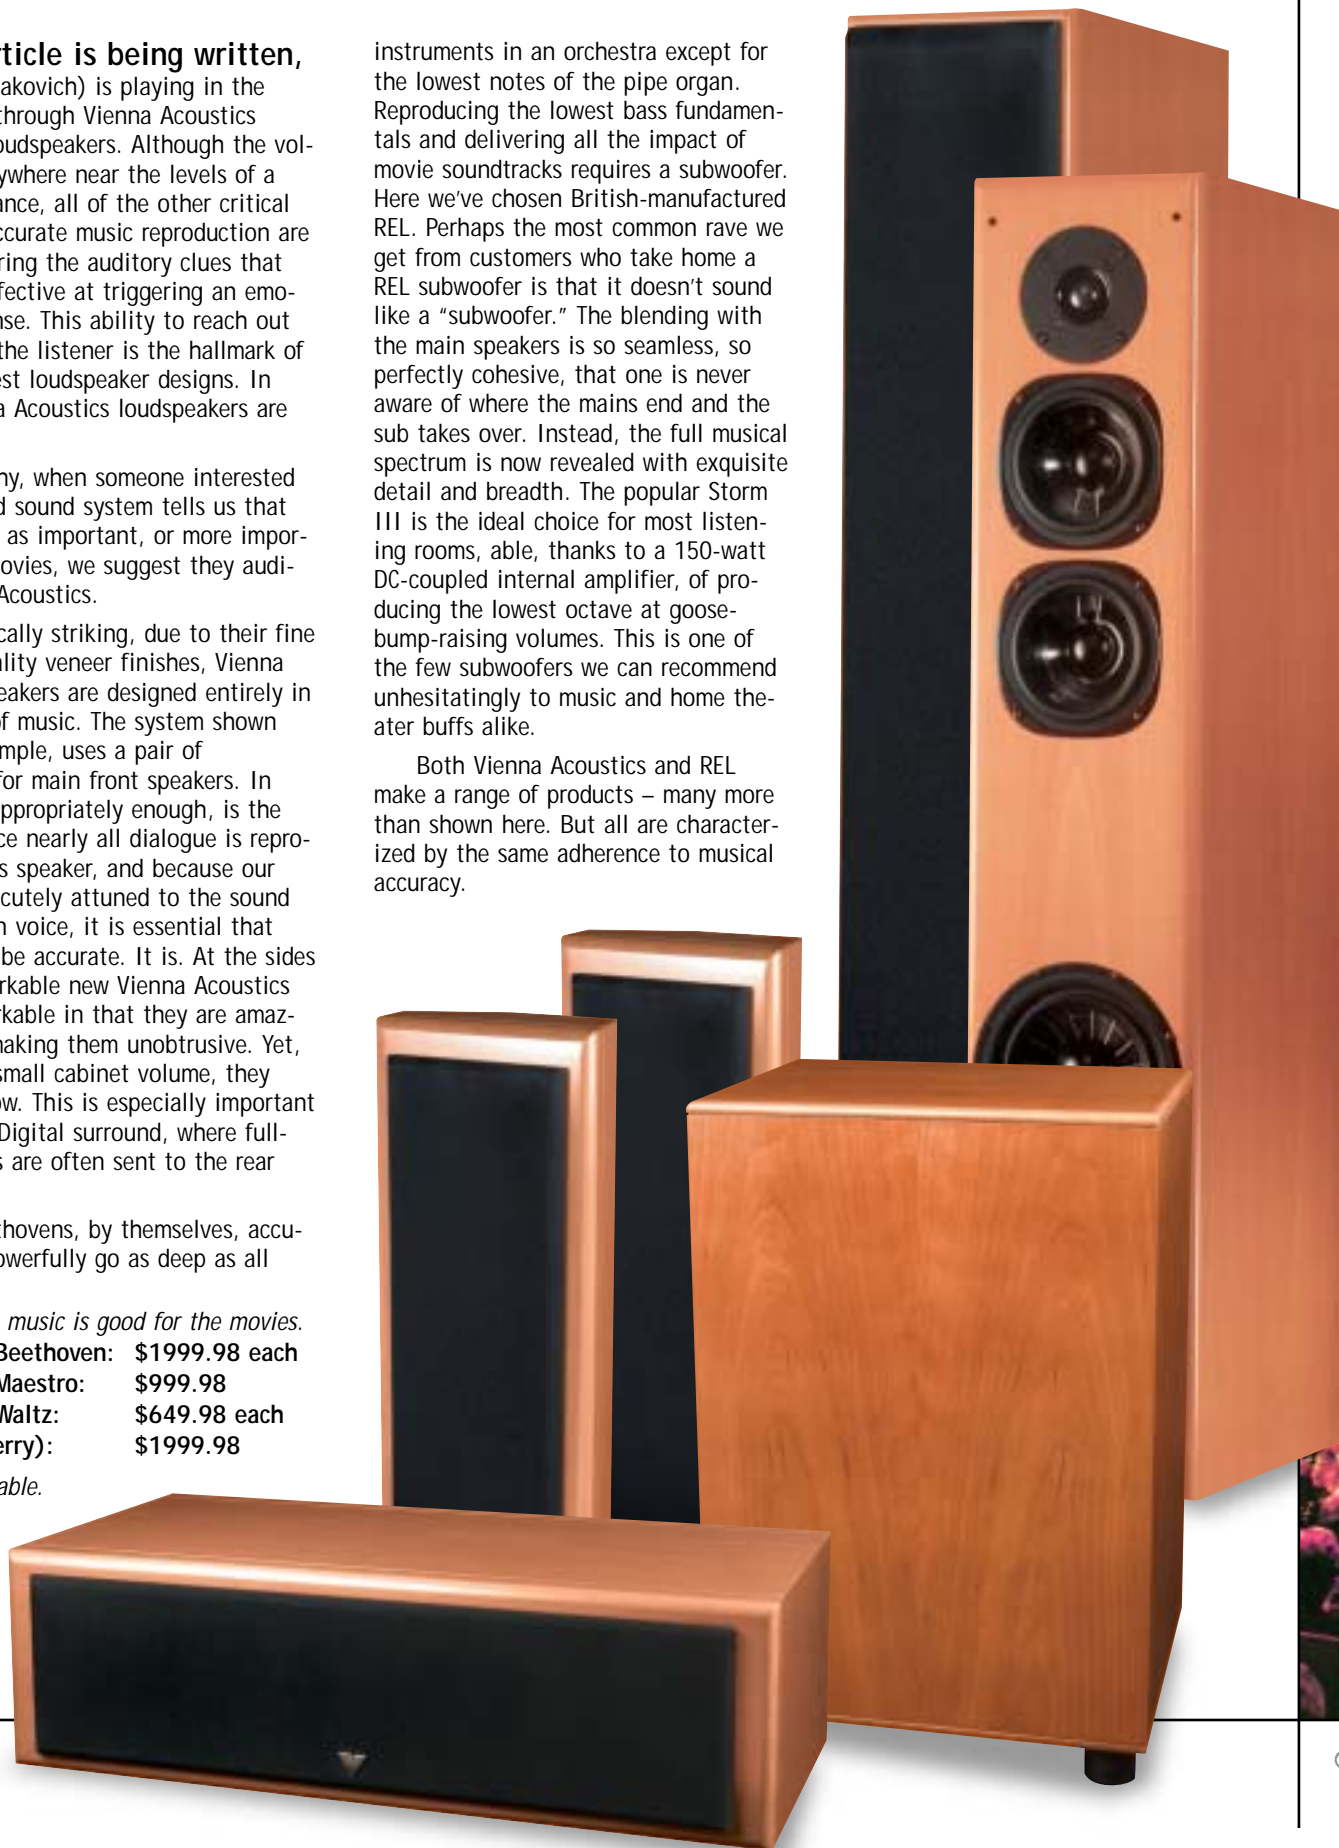 rticle is being written,
akovich) is playing in the
through Vienna Acoustics
oudspeakers. Although the vol-
ywhere near the levels of a
ance, all of the other critical
ccurate music reproduction are
ring the auditory clues that
fective at triggering an emo-
nse. This ability to reach out
the listener is the hallmark of
est loudspeaker designs. In
a Acoustics loudspeakers are
hy, when someone interested
d sound system tells us that
as important, or more impor-
ovies, we suggest they audi-
Acoustics.
cally striking, due to their fine
ality veneer finishes, Vienna
eakers are designed entirely in
of music. The system shown
mple, uses a pair of
for main front speakers. In
appropriately enough, is the
ce nearly all dialogue is repro-
s speaker, and because our
cutely attuned to the sound
n voice, it is essential that
be accurate. It is. At the sides
rkable new Vienna Acoustics
rkable in that they are amaz-
making them unobtrusive. Yet,
small cabinet volume, they
ow. This is especially important
Digital surround, where full-
s are often sent to the rear
thovens, by themselves, accu-
owerfully go as deep as all
music is good for the movies.
Beethoven: $1999.98 each
Maestro: $999.98
Waltz: $649.98 each
erry): $1999.98
able.
instruments in an orchestra except for
the lowest notes of the pipe organ.
Reproducing the lowest bass fundamen-
tals and delivering all the impact of
movie soundtracks requires a subwoofer.
Here we've chosen British-manufactured
REL. Perhaps the most common rave we
get from customers who take home a
REL subwoofer is that it doesn't sound
like a “subwoofer.” The blending with
the main speakers is so seamless, so
perfectly cohesive, that one is never
aware of where the mains end and the
sub takes over. Instead, the full musical
spectrum is now revealed with exquisite
detail and breadth. The popular Storm
III is the ideal choice for most listen-
ing rooms, able, thanks to a 150-watt
DC-coupled internal amplifier, of pro-
ducing the lowest octave at goose-
bump-raising volumes. This is one of
the few subwoofers we can recommend
unhesitatingly to music and home the-
ater buffs alike.
Both Vienna Acoustics and REL
make a range of products – many more
than shown here. But all are character-
ized by the same adherence to musical
accuracy.